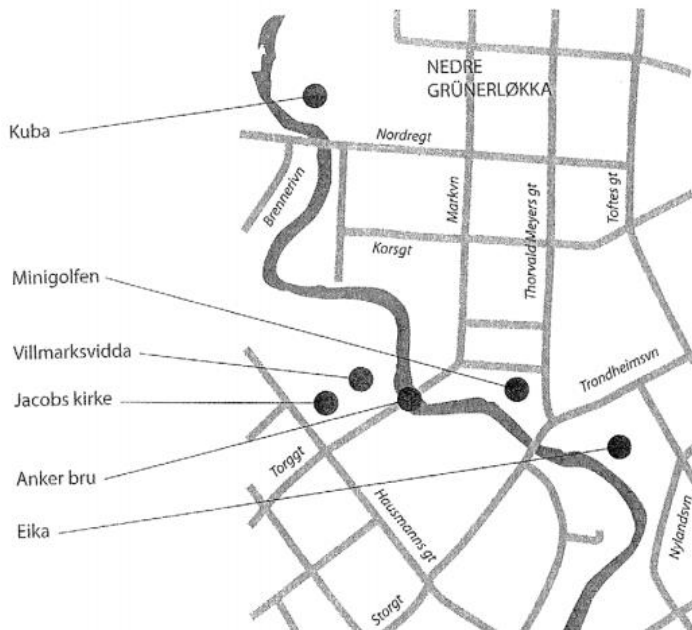 NEDRE
GRÜNERLØKKA
Kuba
Nordregt
Brennerivn
Markvn
Thorvald Meyers gt
Toftes gt
Korsgt
Minigolfen
Villmarksvidda
Trondheimsvn
Jacobs kirke
Torggt
Anker bru
Hausmanns gt
Eika
Nylandsvn
Storgt